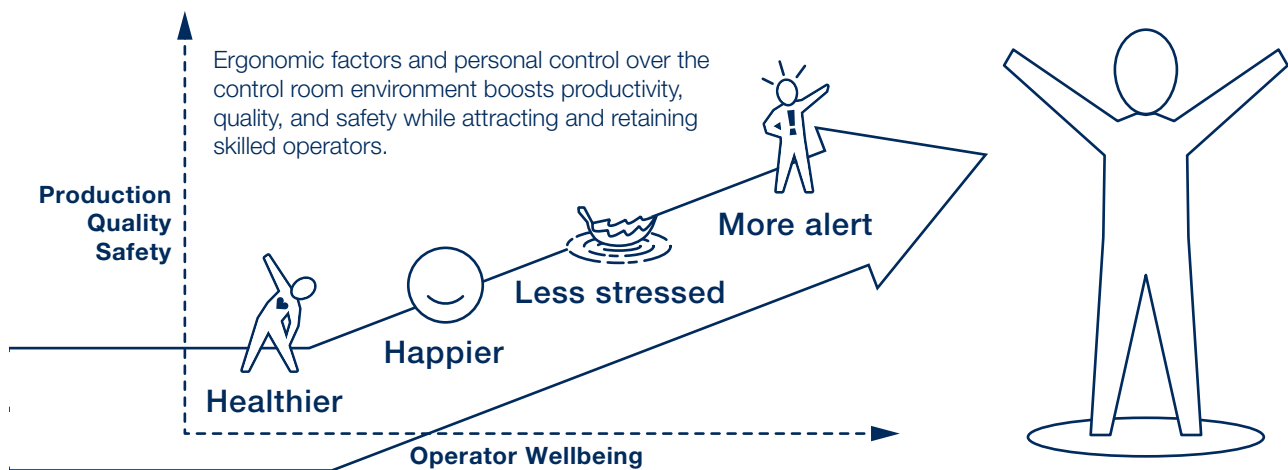 Ergonomic factors and personal control over the
control room environment boosts productivity,
quality, and safety while attracting and retaining
skilled operators.
Production
Quality
Safety
More alert
Less stressed
Happier
Healthier
Operator Wellbeing